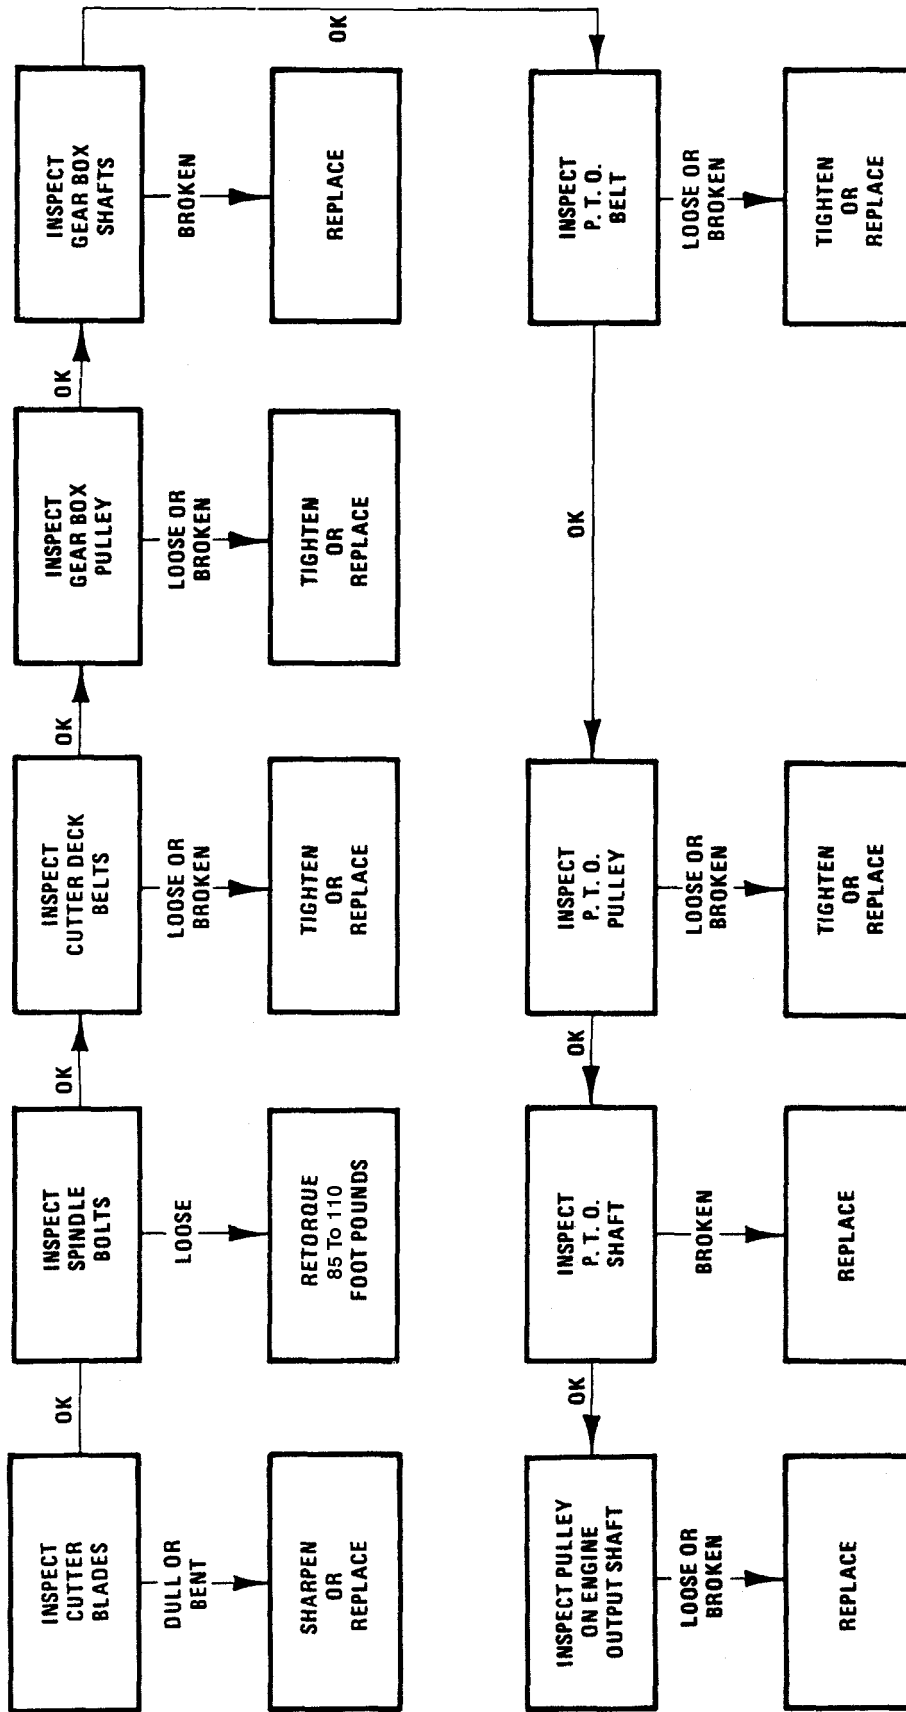 INSPECT
CUTTER
BLADES
OK
INSPECT
SPINDLE
BOLTS
OK
INSPECT
CUTTER DECK
BELTS
OK
INSPECT
GEAR BOX
PULLEY
OK
INSPECT
GEAR BOX
SHAFTS
DULL OR
BENT
LOOSE
LOOSE OR
BROKEN
LOOSE OR
BROKEN
BROKEN
SHARPEN
OR
REPLACE
RETORQUE
85 To 110
FOOT POUNDS
TIGHTEN
OR
REPLACE
TIGHTEN
OR
REPLACE
REPLACE
OK
INSPECT
P. T. O.
BELT
OK
INSPECT
P. T. O.
PULLEY
OK
INSPECT
P. T. O.
SHAFT
OK
INSPECT PULLEY
ON ENGINE
OUTPUT SHAFT
LOOSE OR
BROKEN
LOOSE OR
BROKEN
BROKEN
LOOSE OR
BROKEN
TIGHTEN
OR
REPLACE
TIGHTEN
OR
REPLACE
REPLACE
REPLACE